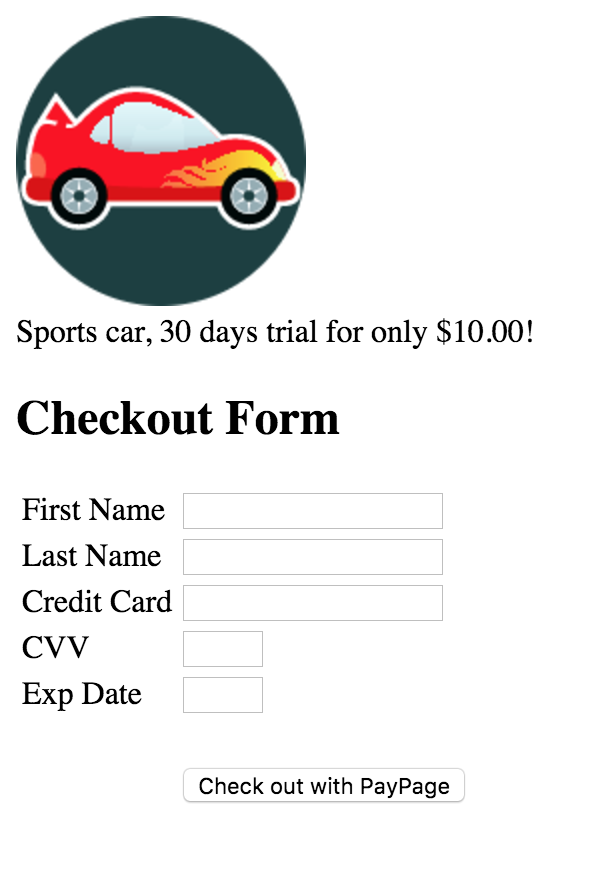 Sports car, 30 days trial for only $10.00!
Checkout Form
First Name
Last Name
Credit Card
CVV
Exp Date
Check out with PayPage